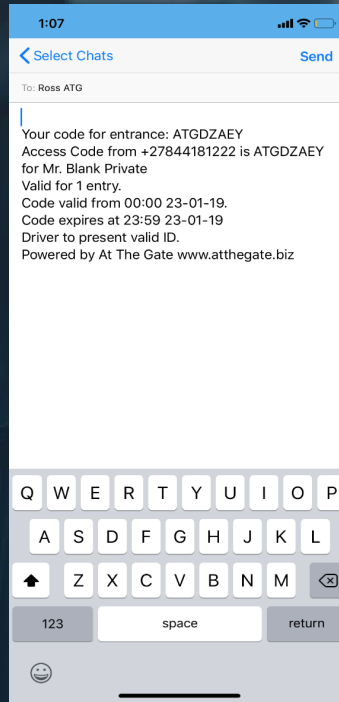 1:07
Select Chats
Send
To: Ross ATG
Your code for entrance: ATGDZAEY
Access Code from +27844181222 is ATGDZAEY
for Mr. Blank Private
Valid for 1 entry.
Code valid from 00:00 23-01-19.
Code expires at 23:59 23-01-19
Driver to present valid ID.
Powered by At The Gate www.atthegate.biz
Q W E R T Y U I O P
A S D F G H J K L
Z X C V B N M
123 space return